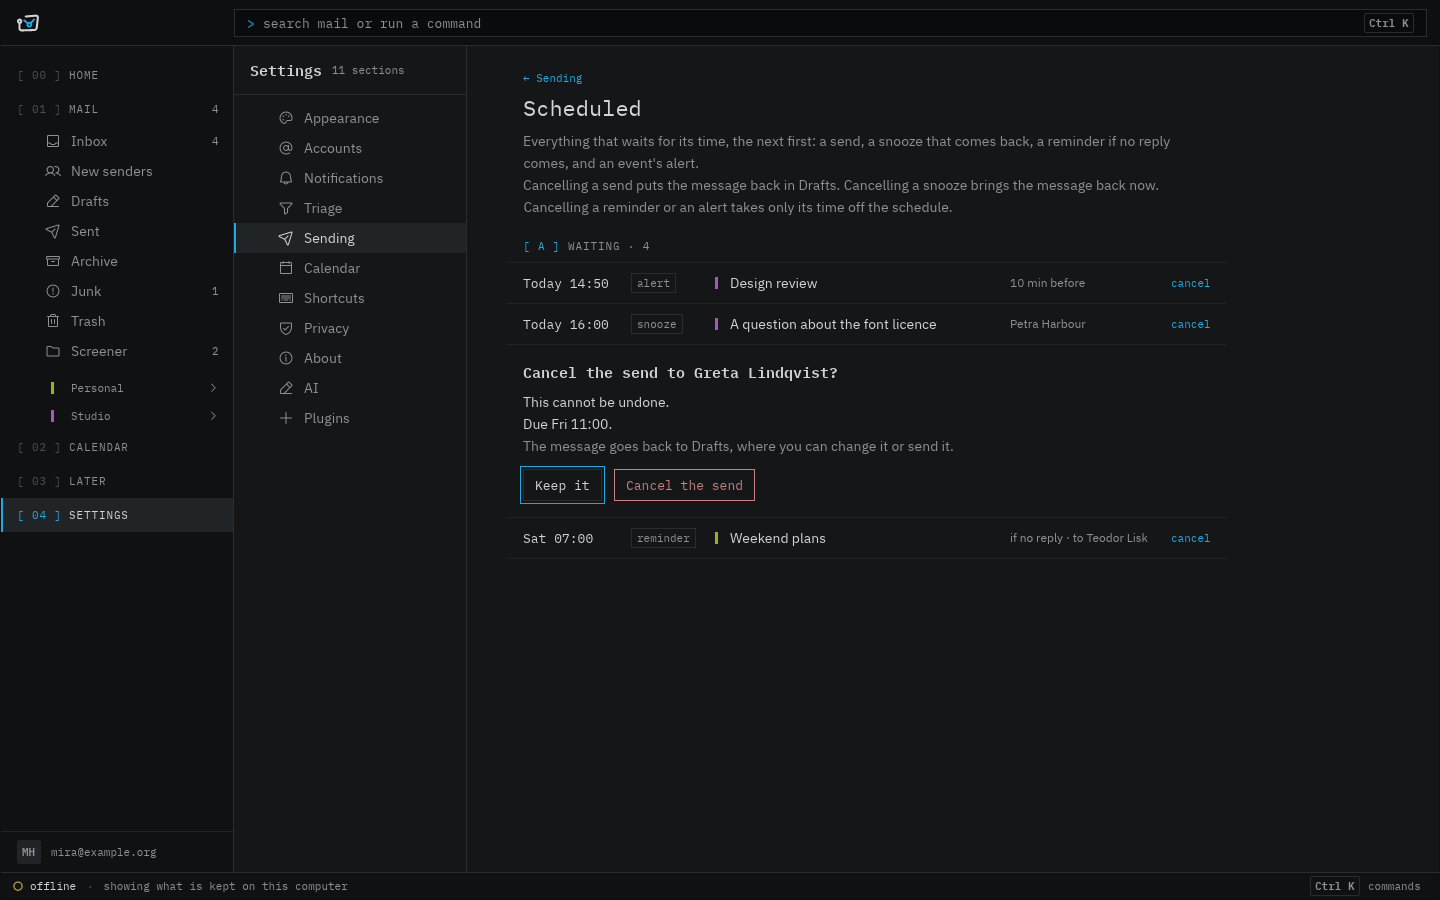 > search mail or run a command
Ctrl K
[ 00 ] HOME
[ 01 ] MAIL 4
Inbox 4
New senders
Drafts
Sent
Archive
Junk 1
Trash
Screener 2
Personal
Studio
[ 02 ] CALENDAR
[ 03 ] LATER
[ 04 ] SETTINGS
MH mira@example.org
Settings 11 sections
Appearance
Accounts
Notifications
Triage
Sending
Calendar
Shortcuts
Privacy
About
AI
Plugins
← Sending
Scheduled
Everything that waits for its time, the next first: a send, a snooze that comes back, a reminder if no reply
comes, and an event's alert.
Cancelling a send puts the message back in Drafts. Cancelling a snooze brings the message back now.
Cancelling a reminder or an alert takes only its time off the schedule.
[ A ] WAITING · 4
Today 14:50 alert Design review 10 min before cancel
Today 16:00 snooze A question about the font licence Petra Harbour cancel
Cancel the send to Greta Lindqvist?
This cannot be undone.
Due Fri 11:00.
The message goes back to Drafts, where you can change it or send it.
Keep it Cancel the send
Sat 07:00 reminder Weekend plans if no reply · to Teodor Lisk cancel
offline · showing what is kept on this computer
Ctrl K commands